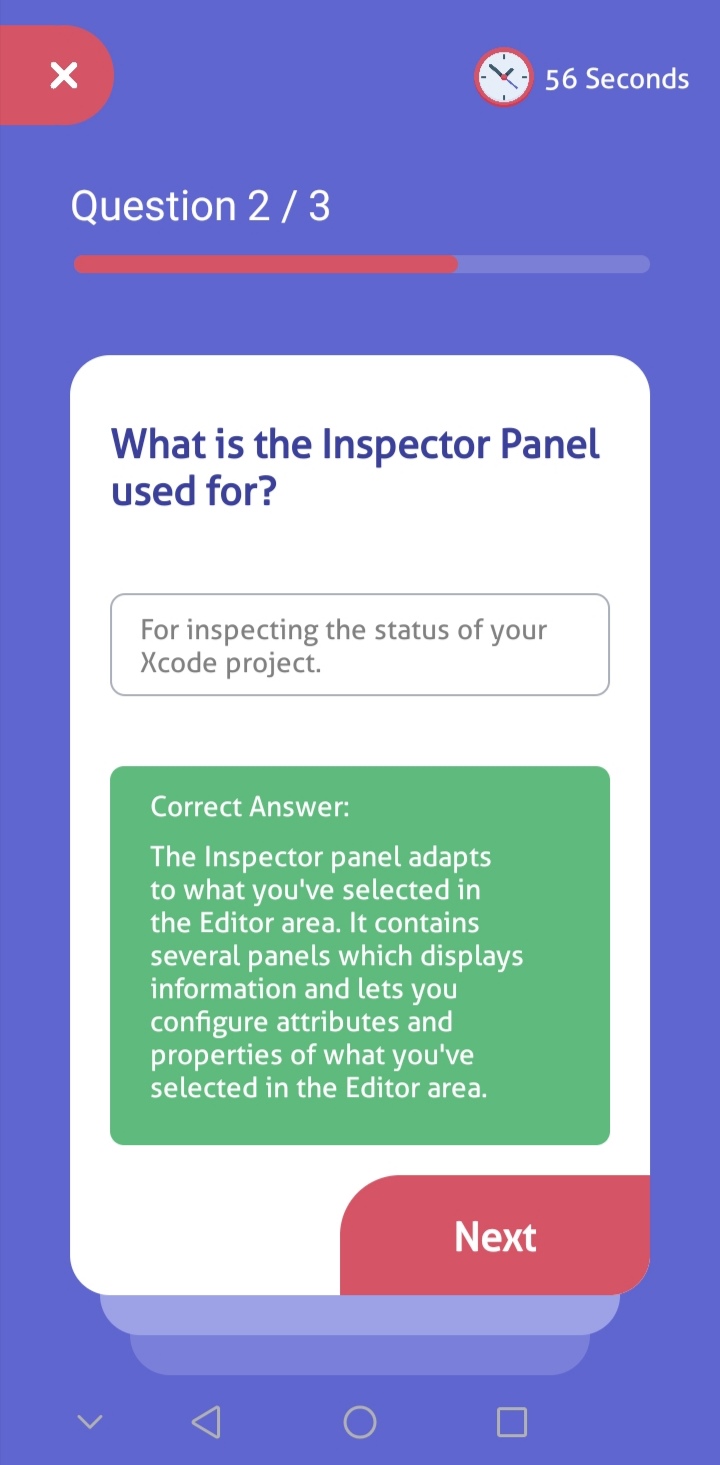 56 Seconds
Question 2 / 3
What is the Inspector Panel
used for?
For inspecting the status of your
Xcode project.
Correct Answer:
The Inspector panel adapts
to what you've selected in
the Editor area. It contains
several panels which displays
information and lets you
configure attributes and
properties of what you've
selected in the Editor area.
Next